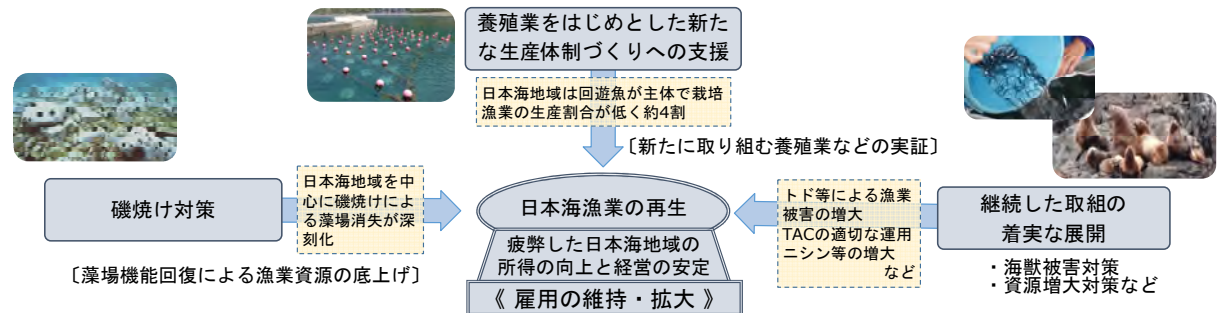 養殖業をはじめとした新た
な生産体制づくりへの支援
日本海地域は回遊魚が主体で栽培
漁業の生産割合が低く約4割
〔新たに取り組む養殖業などの実証〕
磯焼け対策
日本海地域を中
心に磯焼けによ
る藻場消失が深
刻化
〔藻場機能回復による漁業資源の底上げ〕
日本海漁業の再生
疲弊した日本海地域の
所得の向上と経営の安定
《 雇用の維持・拡大 》
トド等による漁業
被害の増大
TACの適切な運用
ニシン等の増大
など
継続した取組の
着実な展開
・海獣被害対策
・資源増大対策など